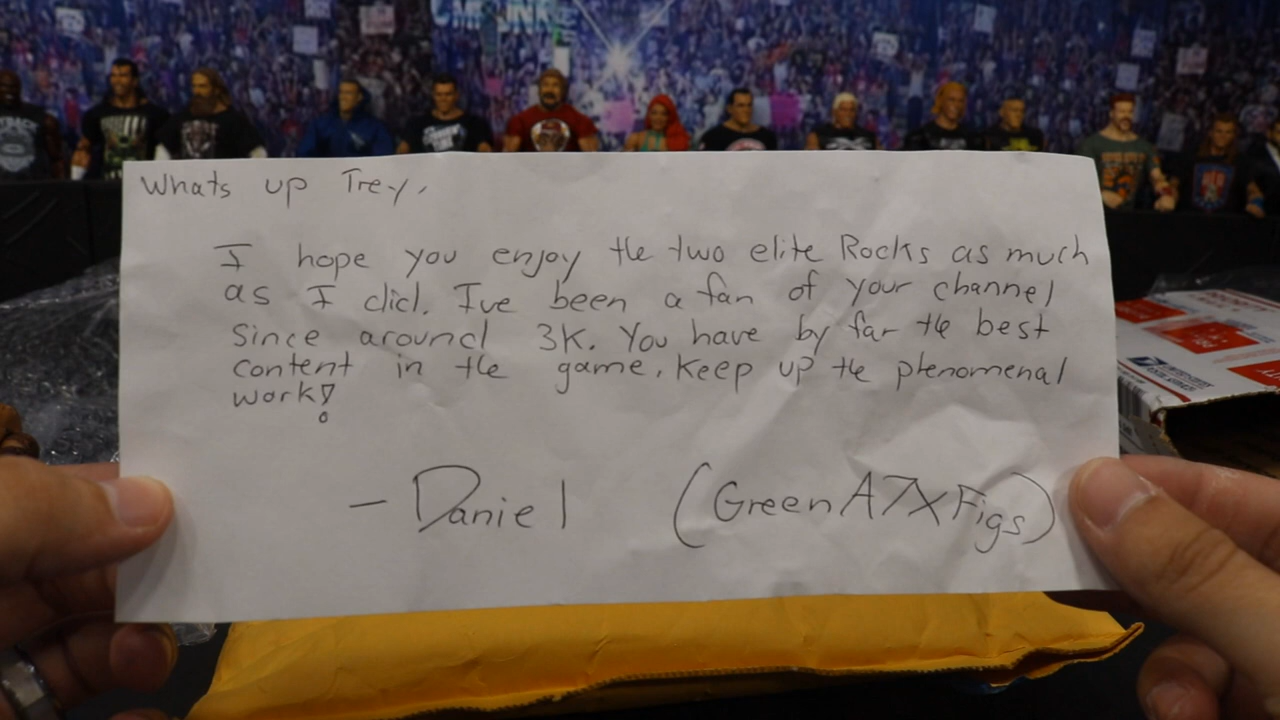 Whats up Trey,
I hope you enjoy the two elite Rocks as much
as I did. Ive been a fan of your channel
Since around 3K. You have by far the best
content in the game, Keep up the phenomenal
work!
- Daniel (GreenA7XFigs)